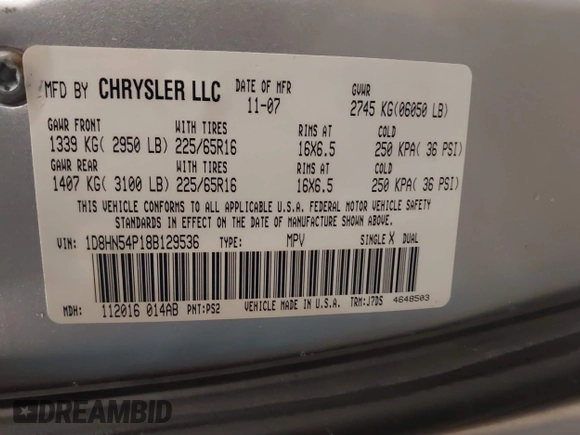 MFD BY CHRYSLER LLC DATE OF MFR 11-07 GVWR 2745 KG(06050 LB)
GAWR FRONT WITH TIRES RIMS AT COLD
1339 KG( 2950 LB) 225/65R16 16X6.5 250 KPA( 36 PSI)
GAWR REAR WITH TIRES RIMS AT COLD
1407 KG( 3100 LB) 225/65R16 16X6.5 250 KPA( 36 PSI)
THIS VEHICLE CONFORMS TO ALL APPLICABLE U.S.A. FEDERAL MOTOR VEHICLE SAFETY
STANDARDS IN EFFECT ON THE DATE OF MANUFACTURE SHOWN ABOVE.
VIN: 1D8HN54P18B129536 TYPE: MPV SINGLE X DUAL
MDH: 112016 014AB PNT:PS2 VEHICLE MADE IN U.S.A. TRM:J7DS 4648503
DREAMBID